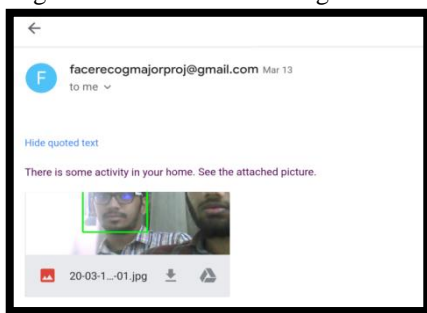 F
facerecogmajorproj@gmail.com Mar 13
to me
Hide quoted text
There is some activity in your home. See the attached picture.
20-03-1...-01.jpg